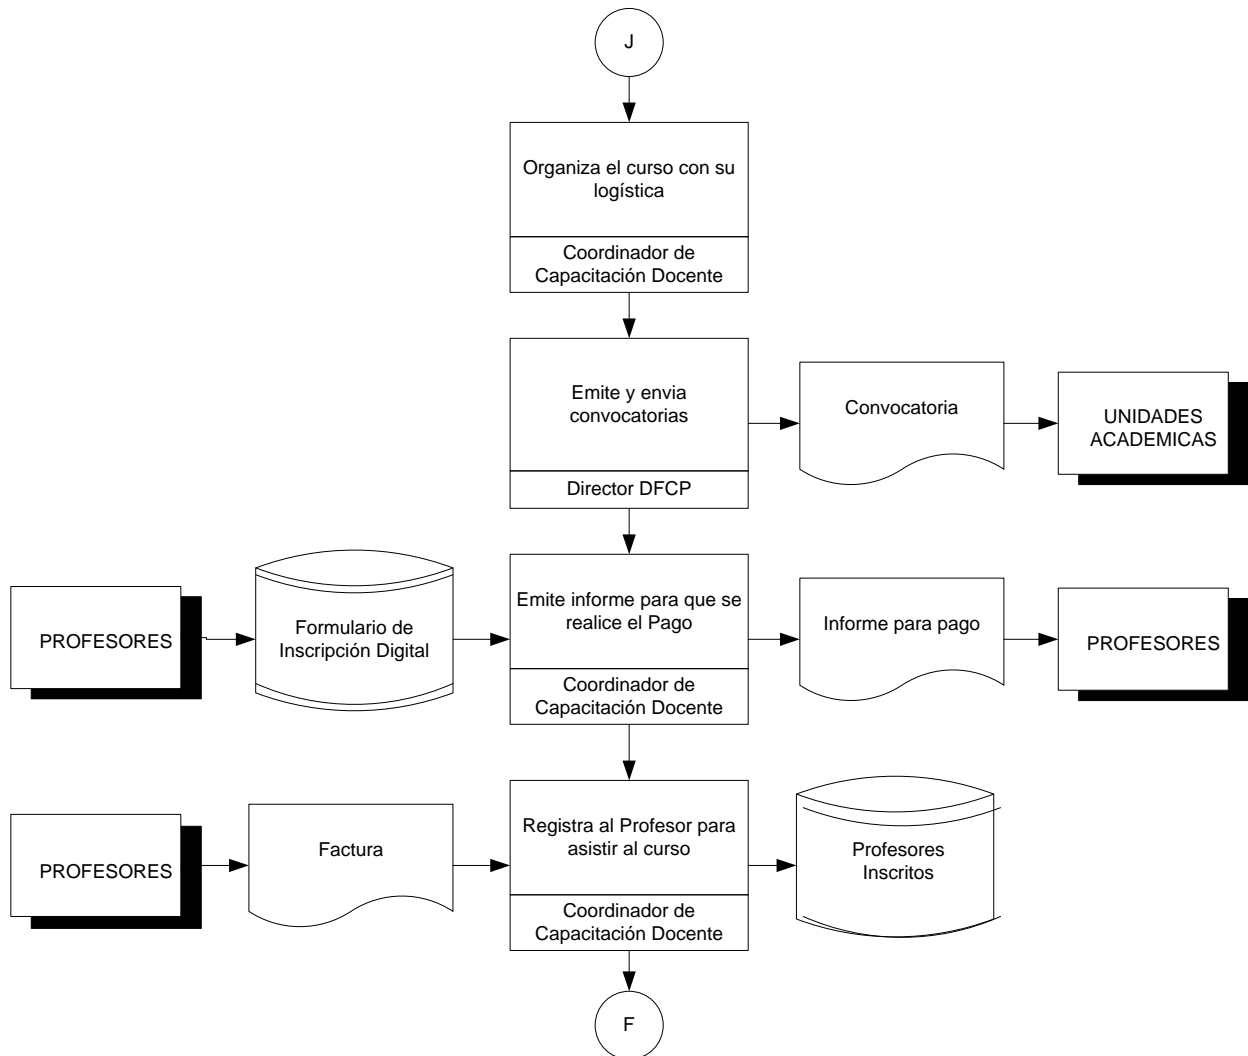 J
Organiza el curso con su
logística
Coordinador de
Capacitación Docente
Emite y envia
convocatorias
Director DFCP
Convocatoria
UNIDADES
ACADEMICAS
PROFESORES
Formulario de
Inscripción Digital
Emite informe para que se
realice el Pago
Coordinador de
Capacitación Docente
Informe para pago
PROFESORES
PROFESORES
Factura
Registra al Profesor para
asistir al curso
Coordinador de
Capacitación Docente
Profesores
Inscritos
F